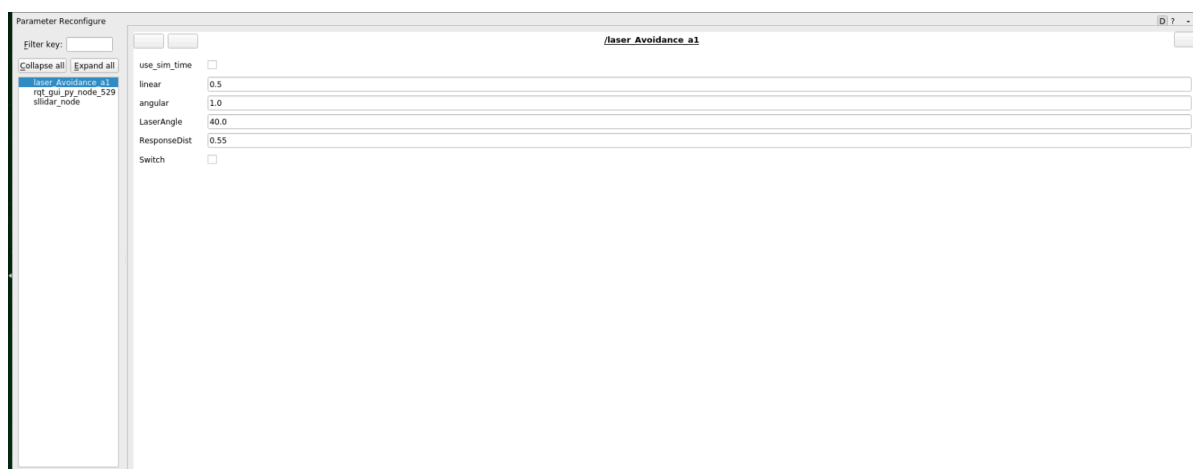 Parameter Reconfigure
D ? -
Filter key:
Collapse all Expand all
laser_Avoidance_a1
rqt_gui_py_node_529
sllidar_node
/laser_Avoidance_a1
use_sim_time
linear 0.5
angular 1.0
LaserAngle 40.0
ResponseDist 0.55
Switch